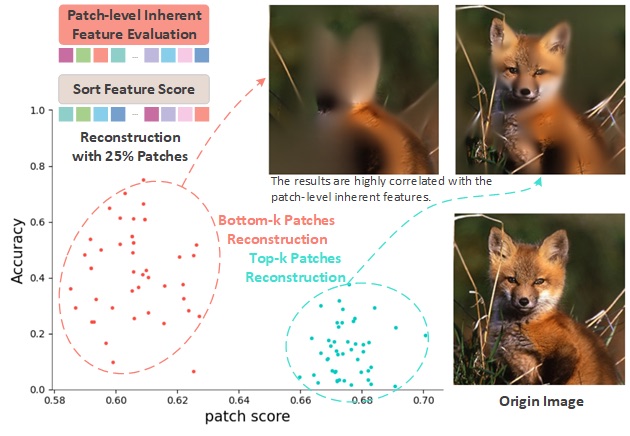 Patch-level Inherent
Feature Evaluation
Sort Feature Score
Reconstruction
with 25% Patches
The results are highly correlated with the
patch-level inherent features.
Bottom-k Patches
Reconstruction
Top-k Patches
Reconstruction
Accuracy
1.0
0.8
0.6
0.4
0.2
0.0
0.58 0.60 0.62 0.64 0.66 0.68 0.70
patch score
Origin Image